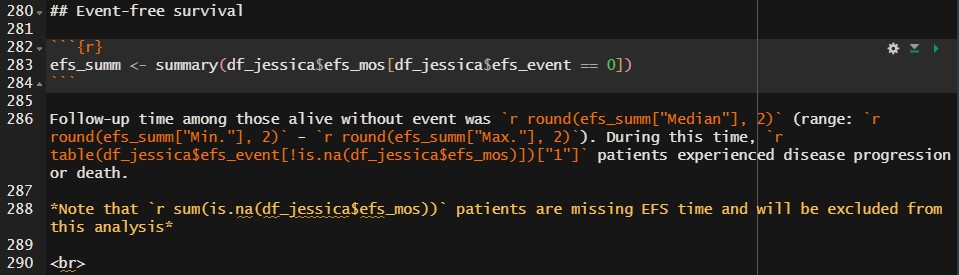 280 ## Event-free survival
281
282 ```{r}
283 efs_summ <- summary(df_jessica$efs_mos[df_jessica$efs_event == 0])
284 ```
285
286 Follow-up time among those alive without event was `r round(efs_summ["Median"], 2)` (range: `r
round(efs_summ["Min."], 2)` - `r round(efs_summ["Max."], 2)`). During this time, `r
table(df_jessica$efs_event[!is.na(df_jessica$efs_mos)])["1"]` patients experienced disease progression
or death.
287
288 *Note that `r sum(is.na(df_jessica$efs_mos))` patients are missing EFS time and will be excluded from
this analysis*
289
290 <br>